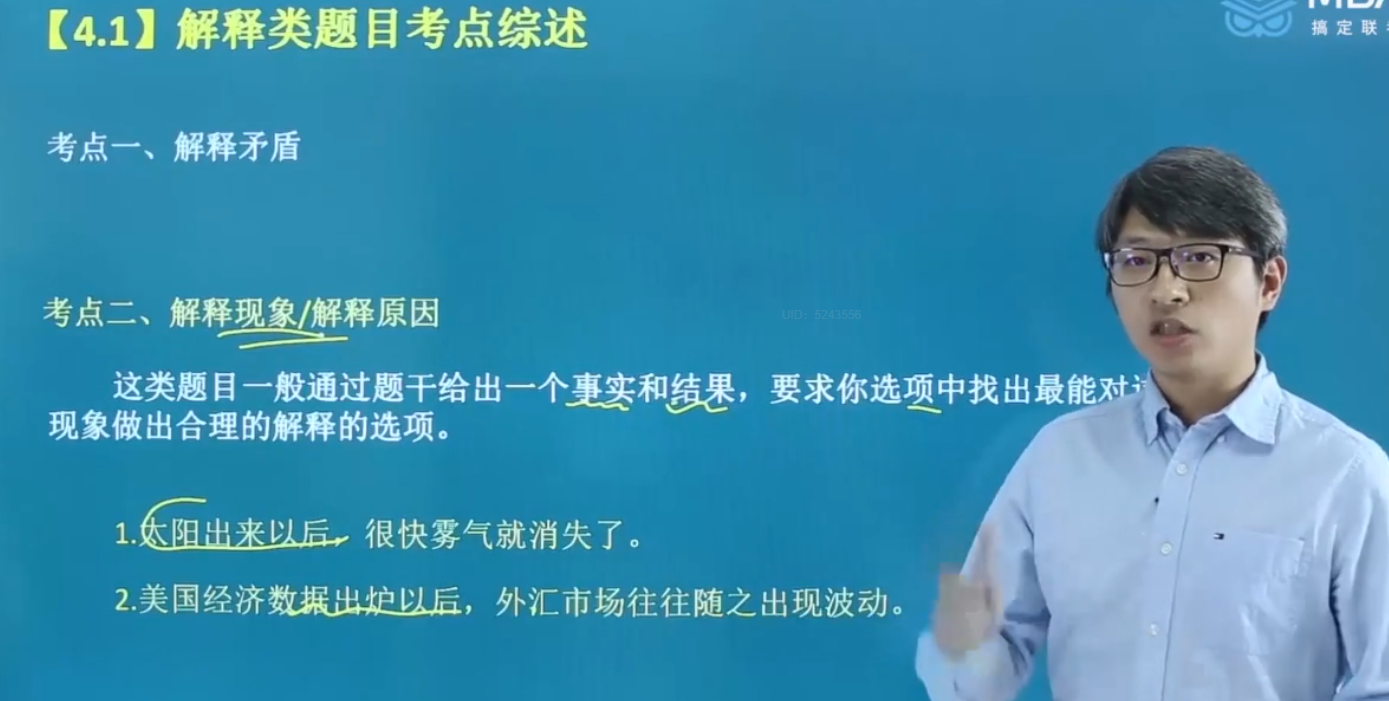 【4.1】解释类题目考点综述
搞定联
考点一、解释矛盾
考点二、解释现象/解释原因
UID: 5243556
这类题目一般通过题干给出一个事实和结果，要求你选项中找出最能对
现象做出合理的解释的选项。
1.太阳出来以后，很快雾气就消失了。
2.美国经济数据出炉以后，外汇市场往往随之出现波动。